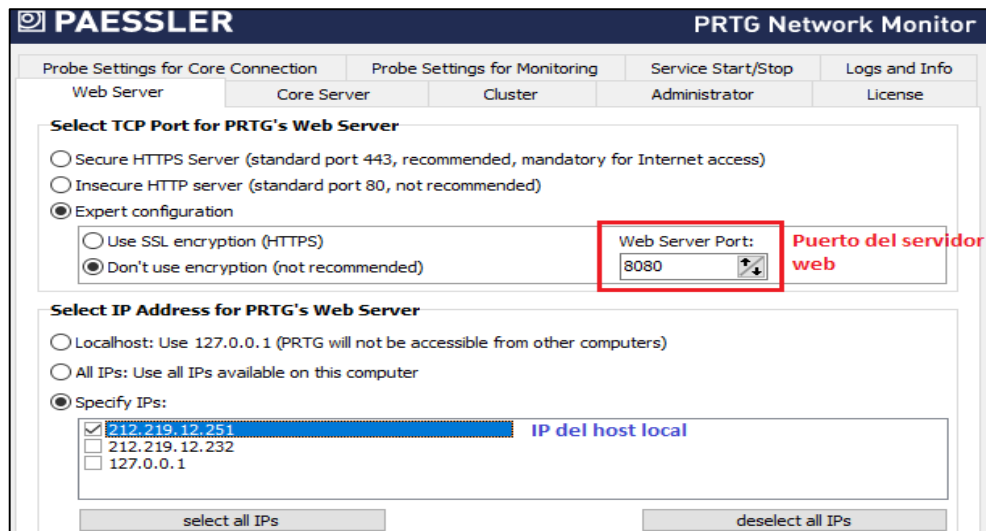 PAESSLER PRTG Network Monitor
Probe Settings for Core Connection Probe Settings for Monitoring Service Start/Stop Logs and Info
Web Server Core Server Cluster Administrator License
Select TCP Port for PRTG's Web Server
Secure HTTPS Server (standard port 443, recommended, mandatory for Internet access)
Insecure HTTP server (standard port 80, not recommended)
Expert configuration
Use SSL encryption (HTTPS) Web Server Port: Puerto del servidor
Don't use encryption (not recommended) 8080 web
Select IP Address for PRTG's Web Server
Localhost: Use 127.0.0.1 (PRTG will not be accessible from other computers)
All IPs: Use all IPs available on this computer
Specify IPs:
212.219.12.251 IP del host local
212.219.12.232
127.0.0.1
select all IPs deselect all IPs